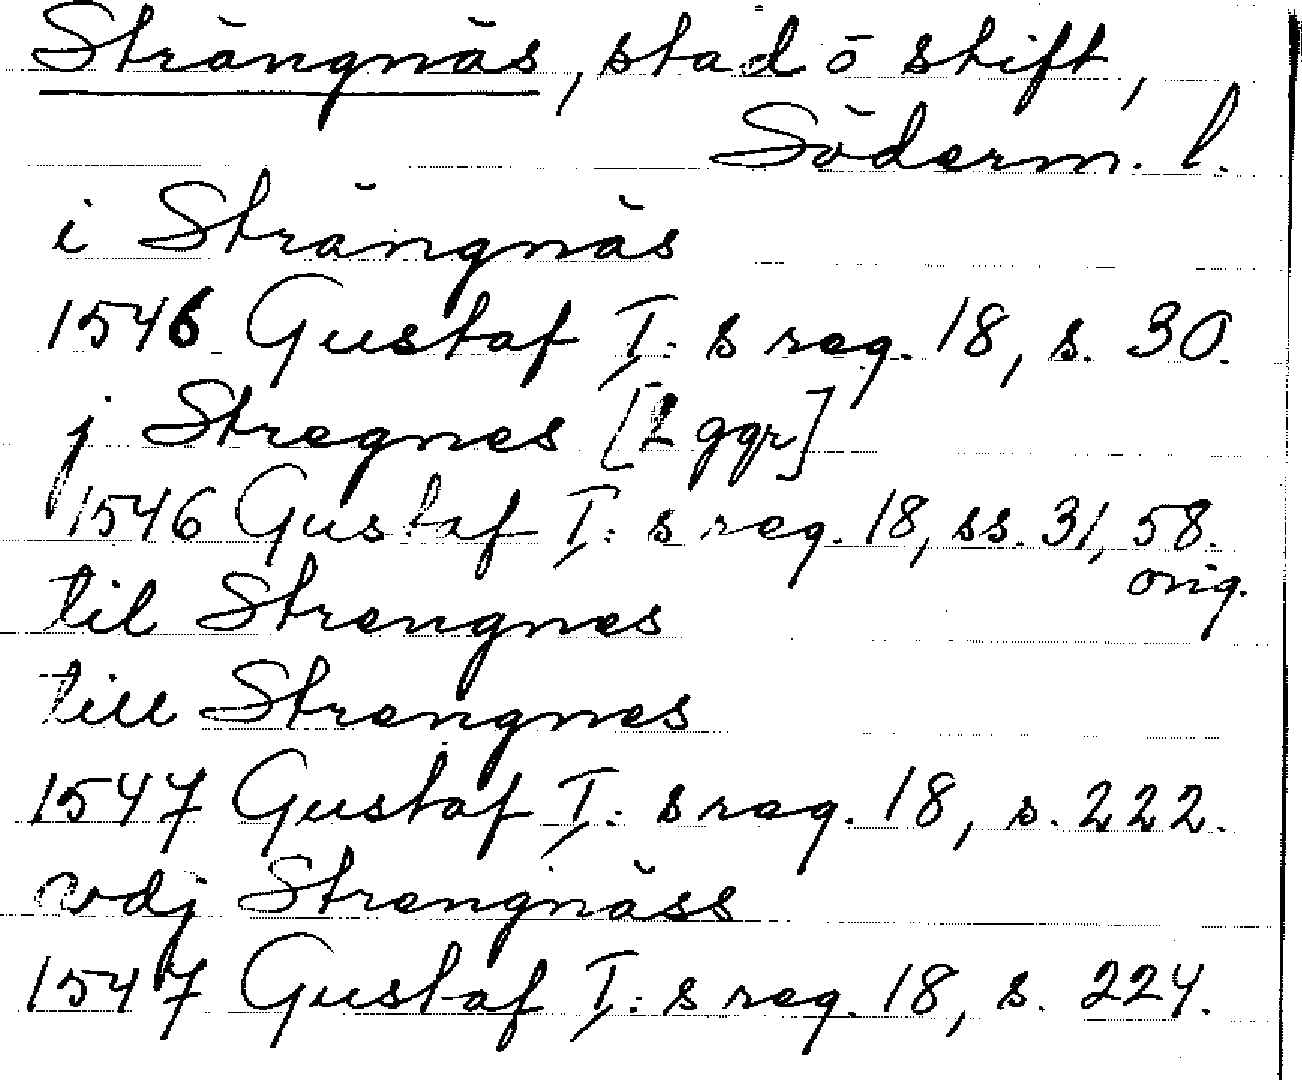 Strängnäs, stad o stift,
Söderm. l.
i Strängnäs
1546 Gustaf I:s reg. 18, s. 30.
j Stregnes [2 ggr]
1546 Gustaf I:s reg. 18, ss. 31, 58.
orig.
til Strengnes
till Strengnes
1547 Gustaf I:s reg. 18, s. 222.
vdj Strengnäss
1547 Gustaf I:s reg. 18, s. 224.